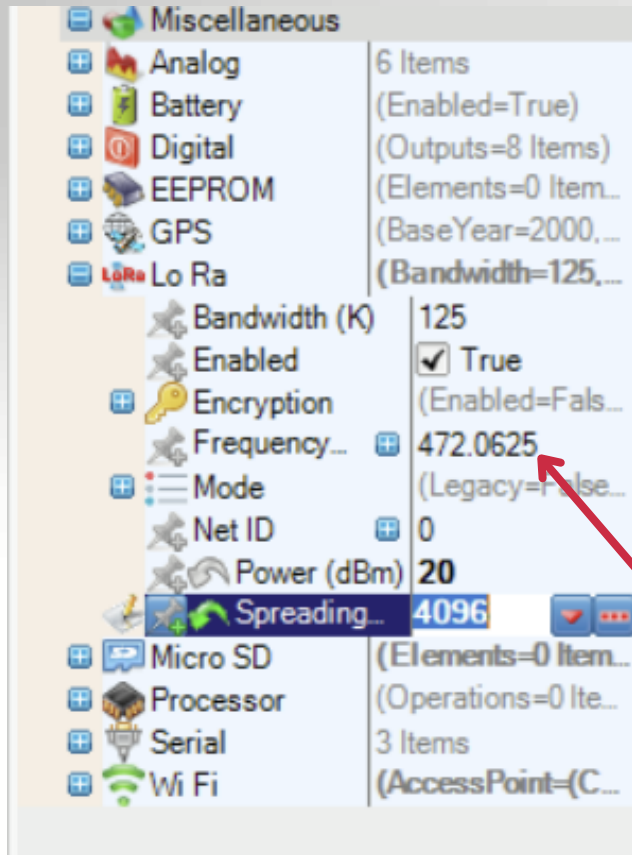 Miscellaneous
Analog 6 Items
Battery (Enabled=True)
Digital (Outputs=8 Items)
EEPROM (Elements=0 Item...
GPS (BaseYear=2000,...
LoRa Lo Ra (Bandwidth=125,...
Bandwidth (K) 125
Enabled True
Encryption (Enabled=Fals...
Frequency... 472.0625
Mode (Legacy=False...
Net ID 0
Power (dBm) 20
Spreading... 4096
Micro SD (Elements=0 Item...
Processor (Operations=0 Ite...
Serial 3 Items
Wi Fi (AccessPoint=(C...